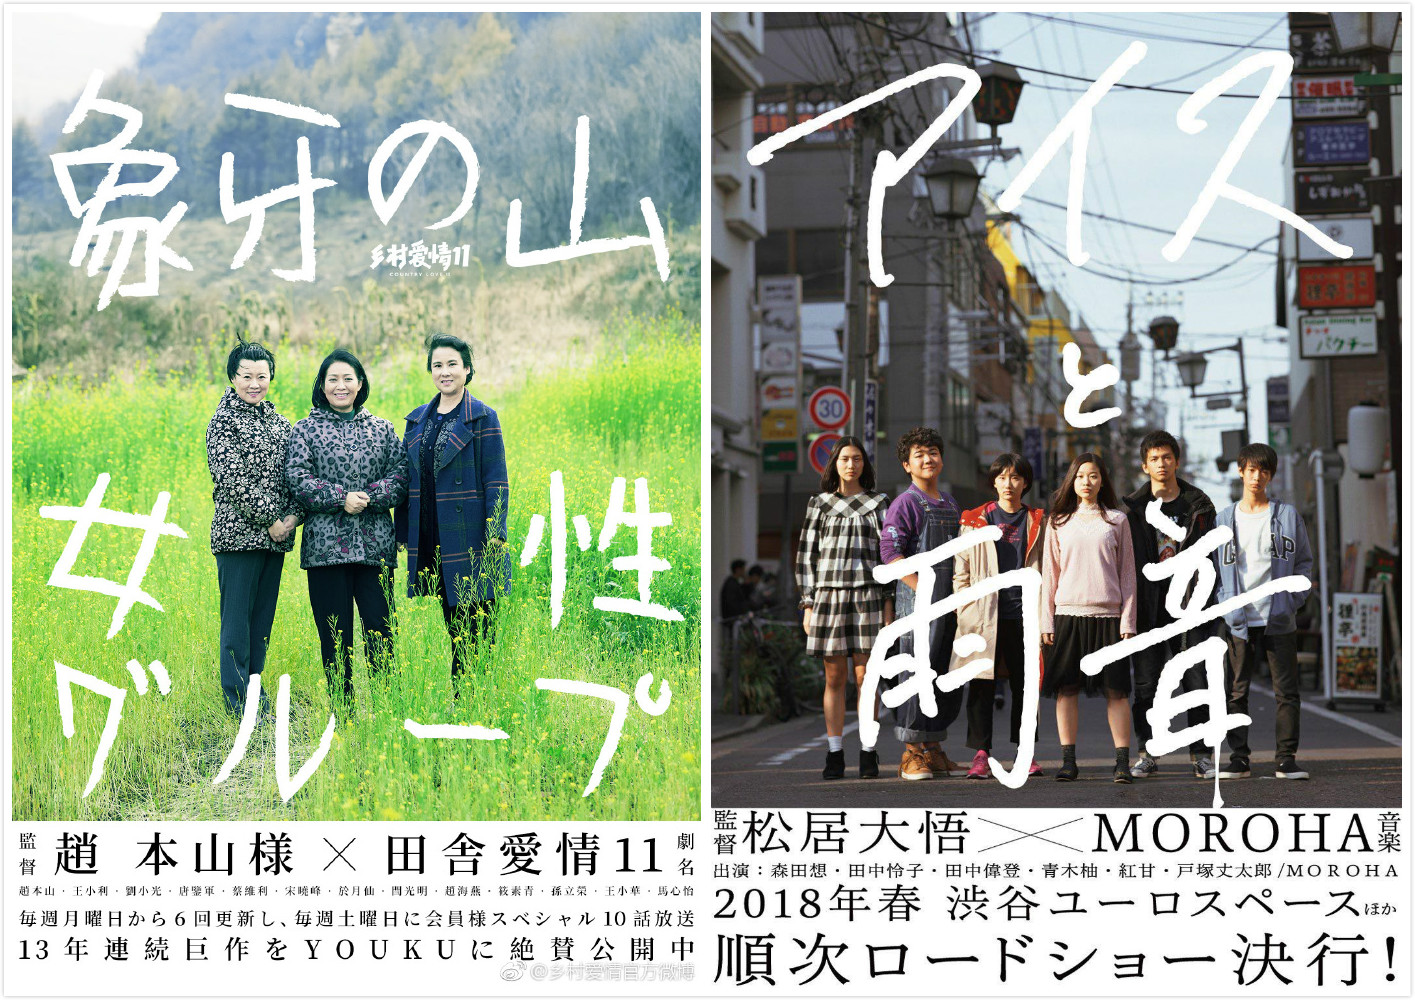 象牙の山
乡村爱情11
COUNTRY LOVE 11
女性
グループ
監督 趙 本山様 × 田舎愛情11 劇名
趙本山・王小利・劉小光・唐鑒軍・蔡維利・宋曉峰・於月仙・閆光明・趙海燕・筱素青・孫立榮・王小華・馬心怡
毎週月曜日から6回更新し、毎週土曜日に会員様スペシャル10話放送
13年連続巨作をYOUKUに絶賛公開中
@乡村爱情官方微博
アイス
と
雨音
30
監督 松居大悟 × MOROHA 音楽
出演：森田想・田中怜子・田中偉登・青木柚・紅甘・戸塚丈太郎/MOROHA
2018年春 渋谷ユーロスペースほか
順次ロードショー決行!